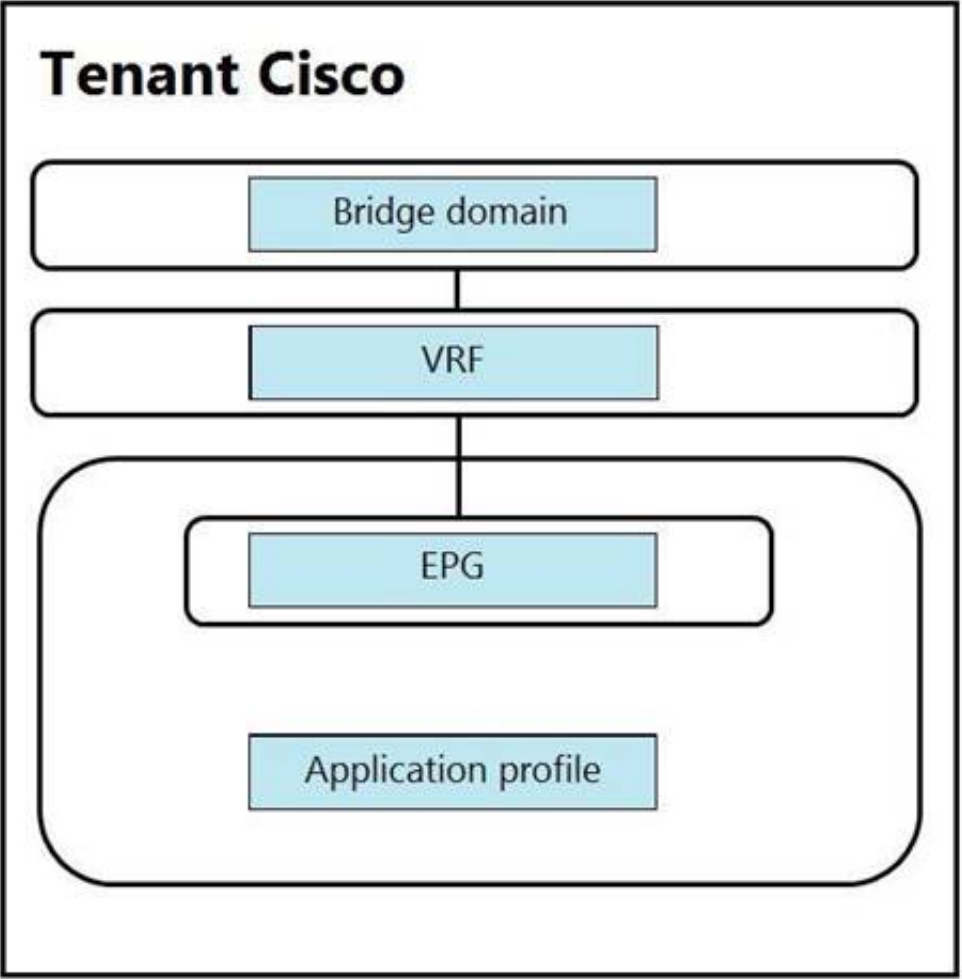 Tenant Cisco
Bridge domain
VRF
EPG
Application profile